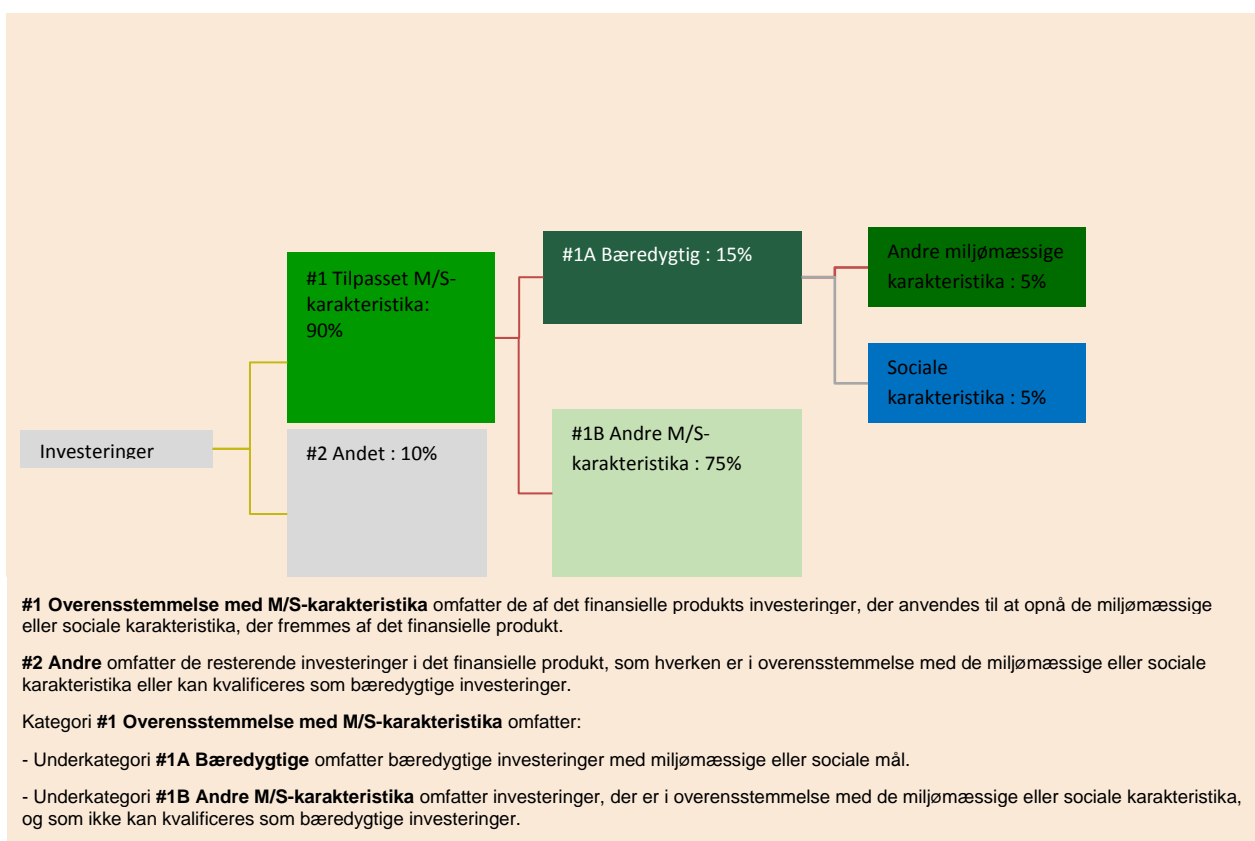 Investeringer
#1 Tilpasset M/S-
karakteristika:
90%
#2 Andet : 10%
#1A Bæredygtig : 15%
#1B Andre M/S-
karakteristika : 75%
Andre miljømæssige
karakteristika : 5%
Sociale
karakteristika : 5%
#1 Overensstemmelse med M/S-karakteristika omfatter de af det finansielle produkts investeringer, der anvendes til at opnå de miljømæssige
eller sociale karakteristika, der fremmes af det finansielle produkt.
#2 Andre omfatter de resterende investeringer i det finansielle produkt, som hverken er i overensstemmelse med de miljømæssige eller sociale
karakteristika eller kan kvalificeres som bæredygtige investeringer.
Kategori #1 Overensstemmelse med M/S-karakteristika omfatter:
- Underkategori #1A Bæredygtige omfatter bæredygtige investeringer med miljømæssige eller sociale mål.
- Underkategori #1B Andre M/S-karakteristika omfatter investeringer, der er i overensstemmelse med de miljømæssige eller sociale karakteristika,
og som ikke kan kvalificeres som bæredygtige investeringer.